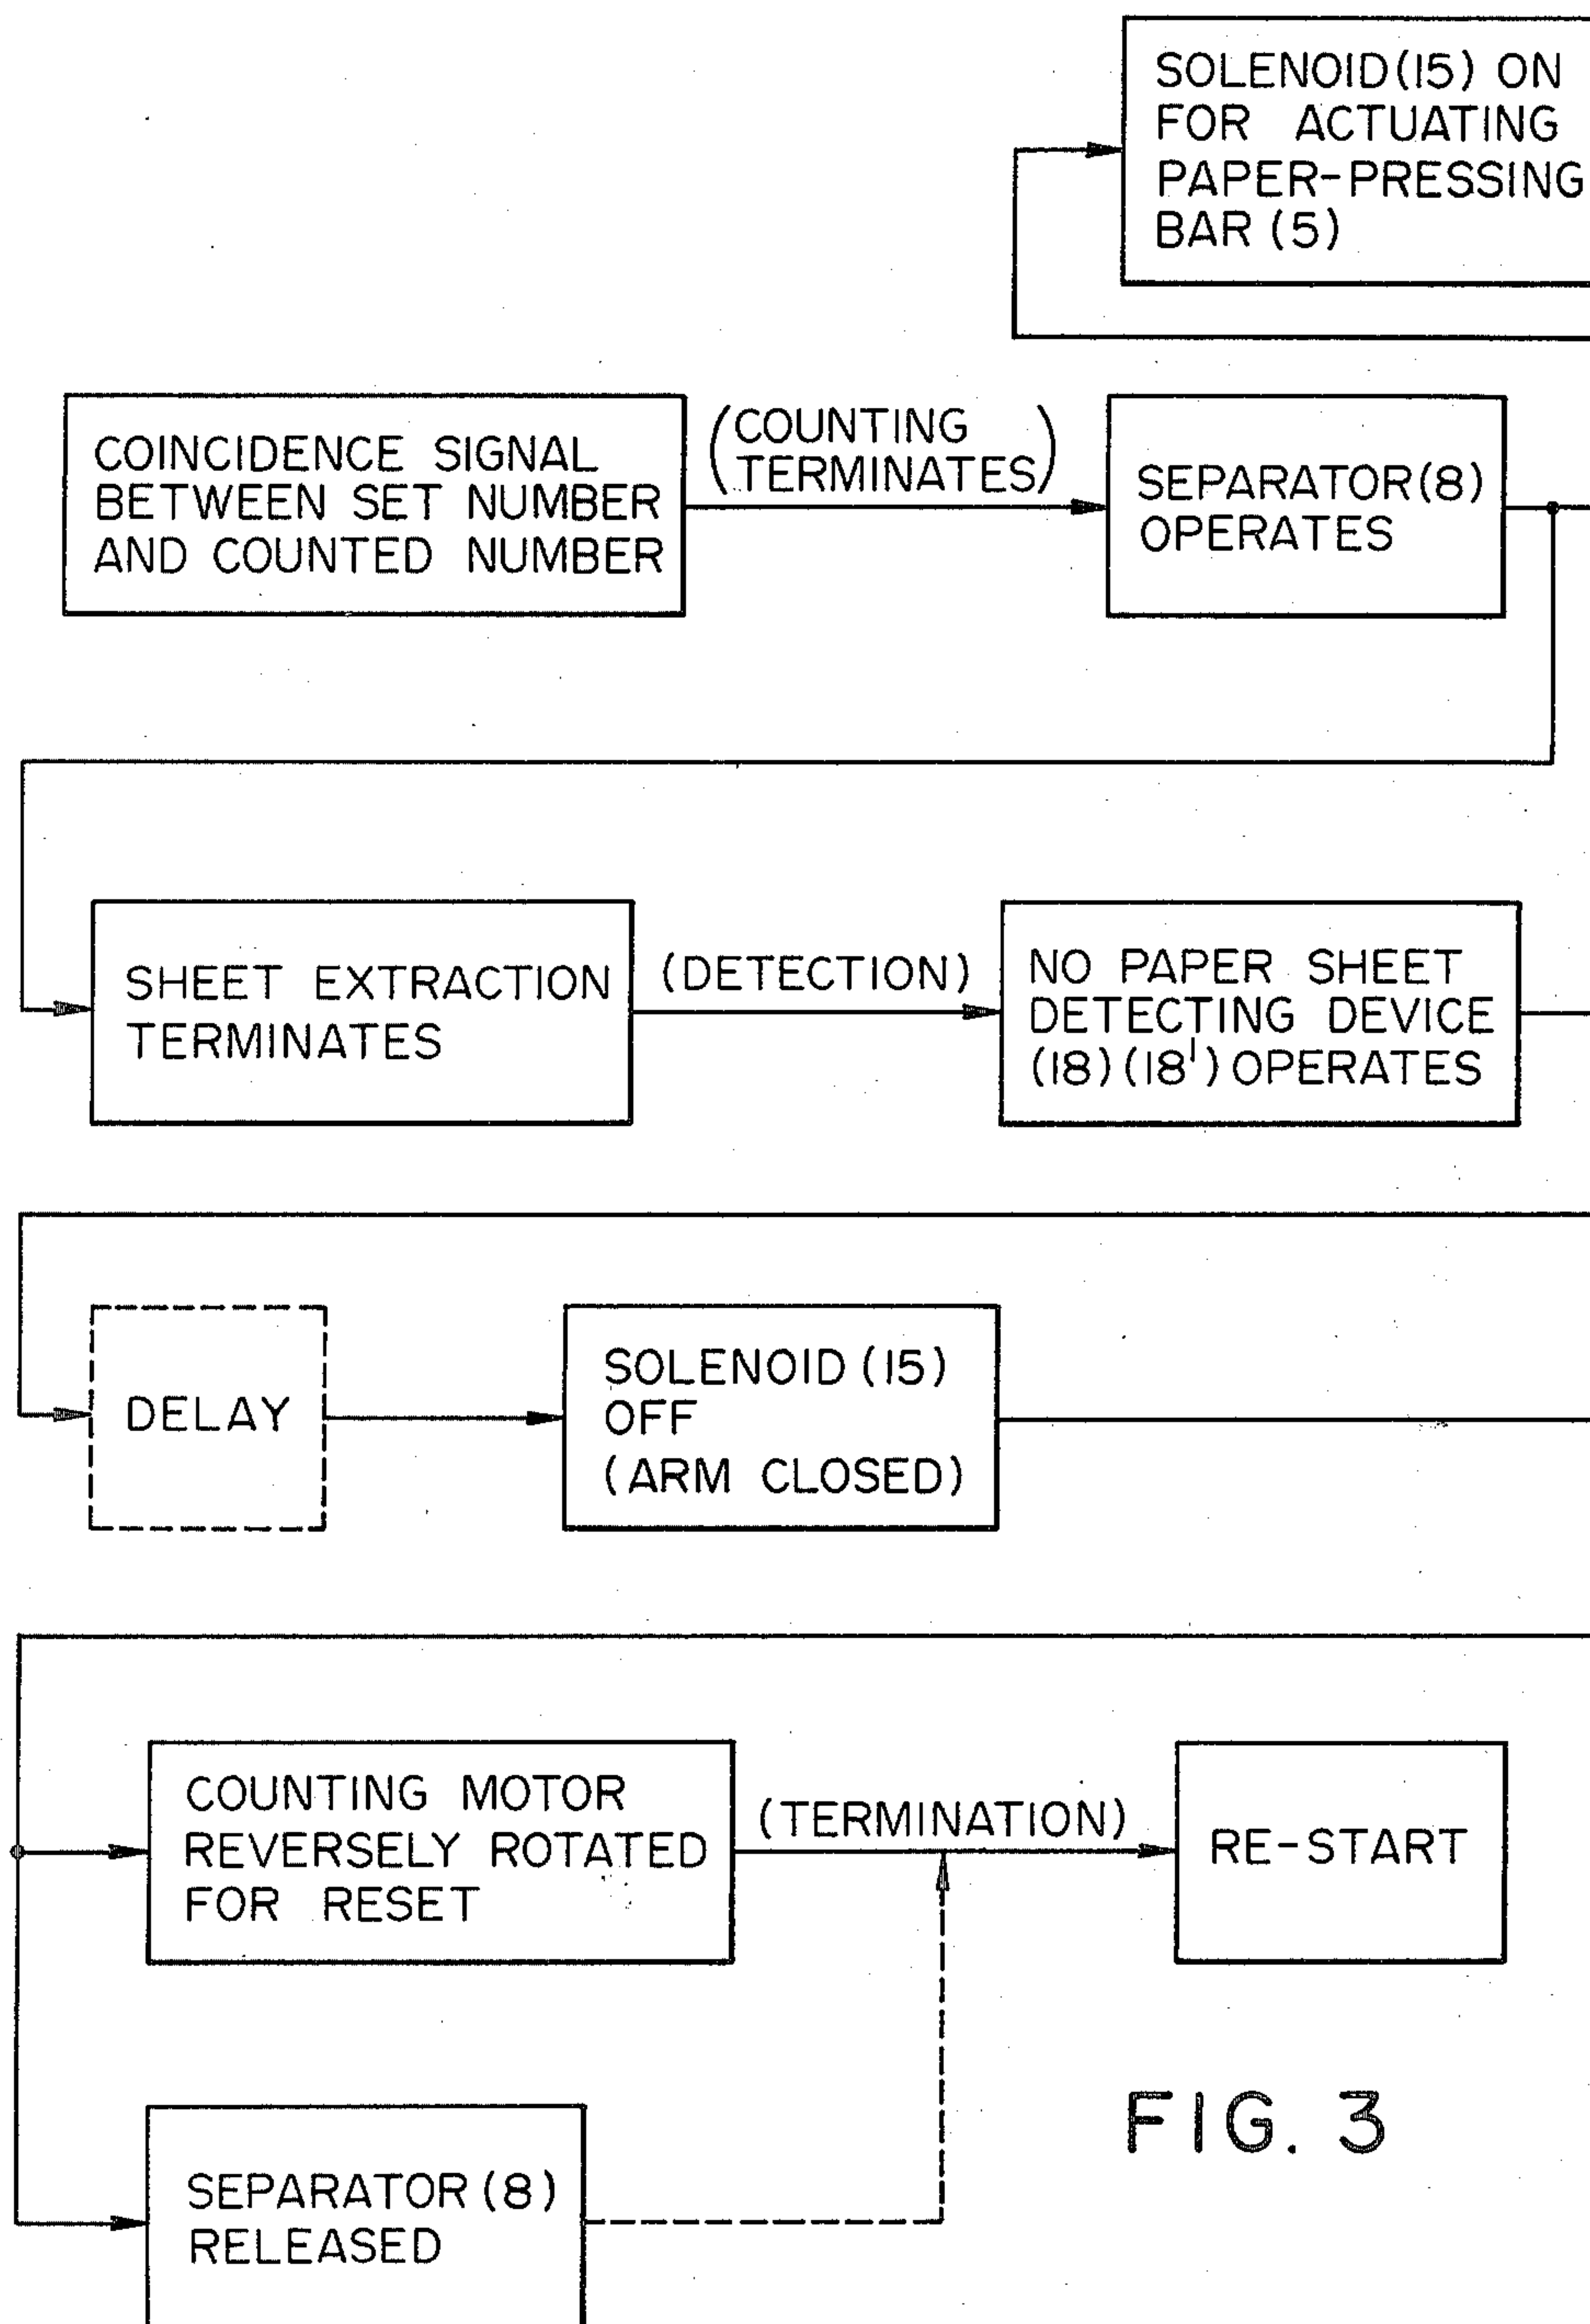 SOLENOID(15) ON
FOR ACTUATING
PAPER-PRESSING
BAR (5)
COINCIDENCE SIGNAL
BETWEEN SET NUMBER
AND COUNTED NUMBER
(COUNTING
TERMINATES)
SEPARATOR(8)
OPERATES
SHEET EXTRACTION
TERMINATES
(DETECTION)
NO PAPER SHEET
DETECTING DEVICE
(18)(18') OPERATES
DELAY
SOLENOID (15)
OFF
(ARM CLOSED)
COUNTING MOTOR
REVERSELY ROTATED
FOR RESET
(TERMINATION)
RE-START
SEPARATOR (8)
RELEASED
FIG. 3